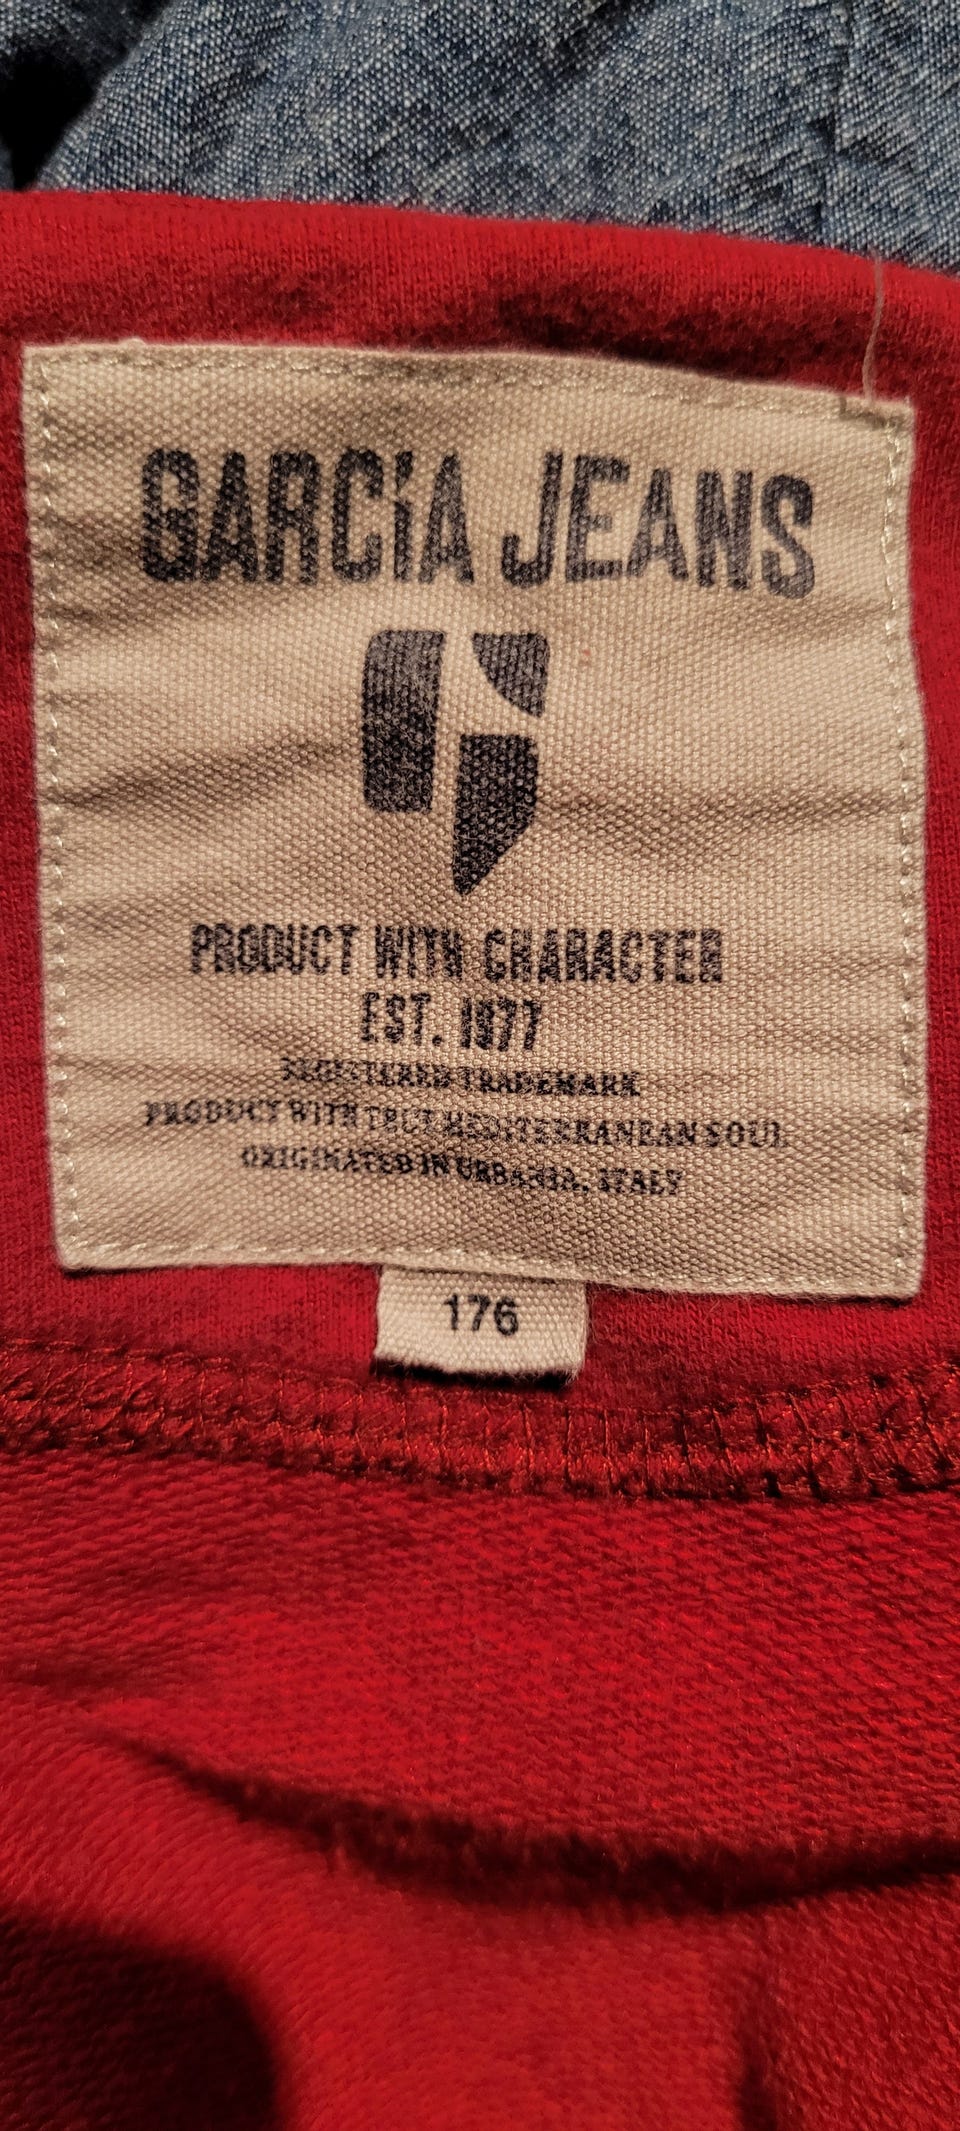 GARCIA JEANS
G
PRODUCT WITH CHARACTER
EST. 1977
REGISTERED TRADEMARK
PRODUCT WITH TRUE MEDITERRANEAN SOUL
ORIGINATED IN URBANIA, ITALY
176